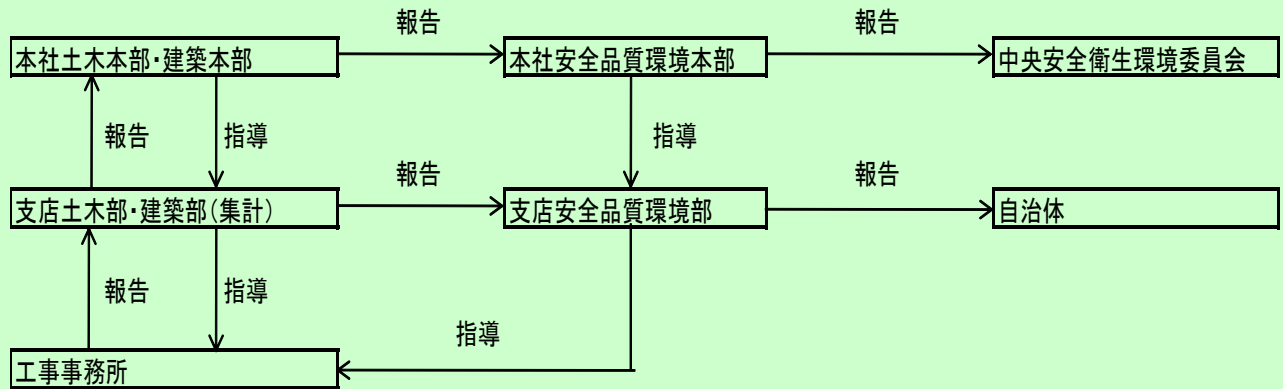 報告
報告
本社土木本部・建築本部
本社安全品質環境本部
中央安全衛生環境委員会
報告
指導
指導
報告
報告
支店土木部・建築部（集計）
支店安全品質環境部
自治体
報告
指導
指導
工事事務所